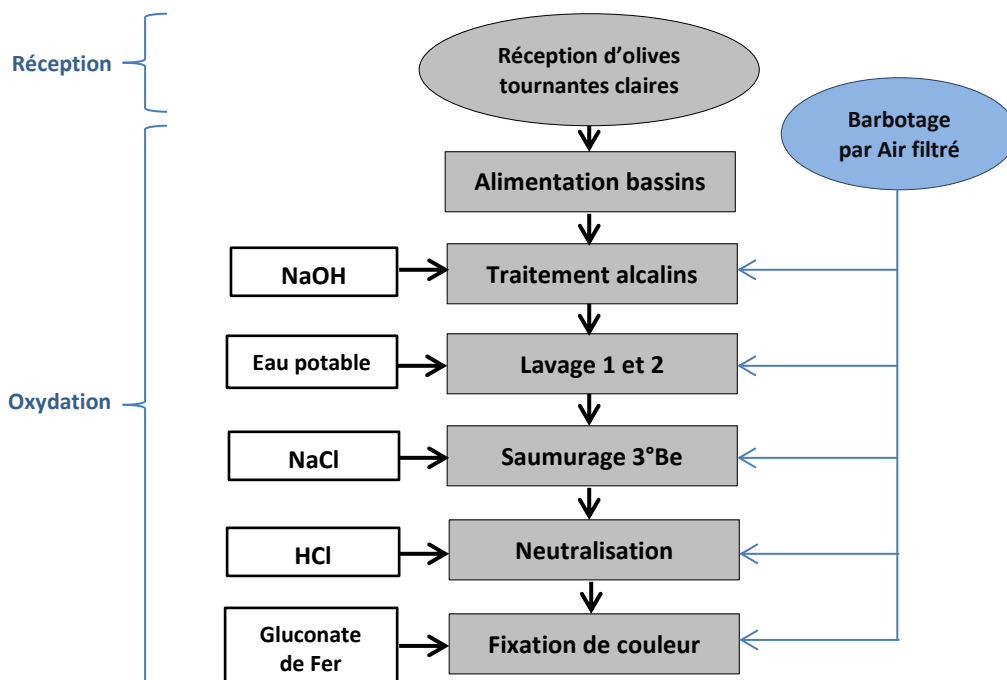 Réception
Réception d’olives
tournantes claires
Barbotage
par Air filtré
Alimentation bassins
NaOH
Traitement alcalins
Eau potable
Lavage 1 et 2
Oxydation
NaCl
Saumurage 3°Be
HCl
Neutralisation
Gluconate
de Fer
Fixation de couleur